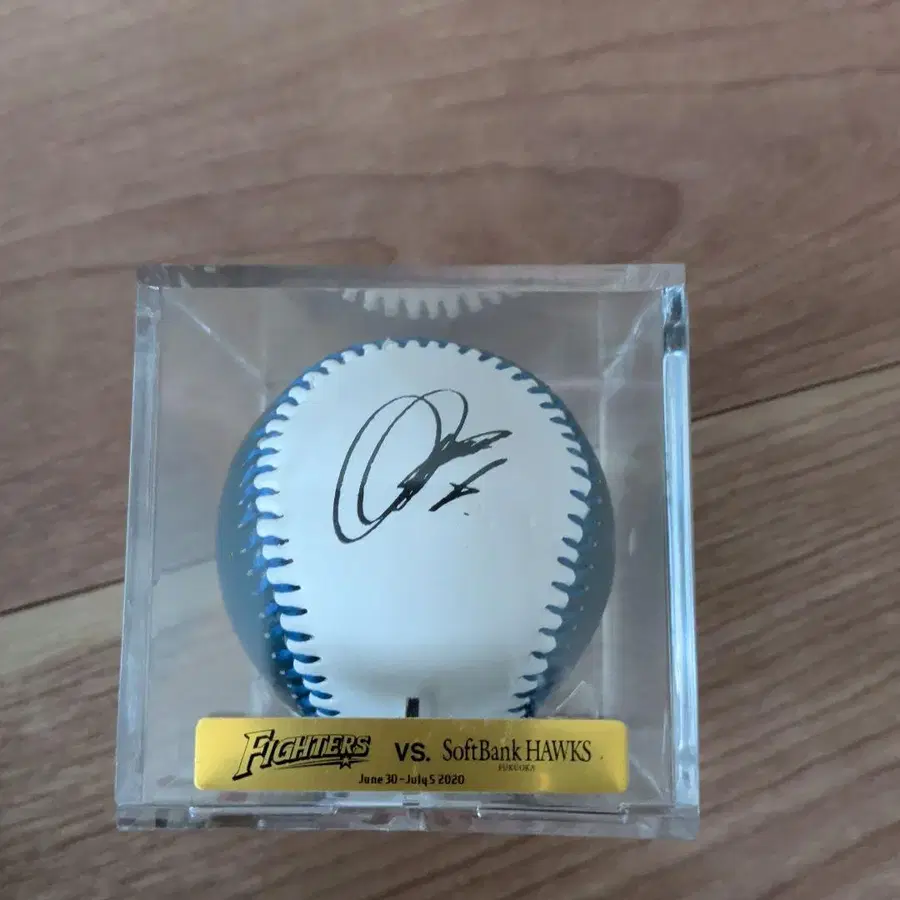 FIGHTERS VS. SoftBank HAWKS
FUKUOKA
June 30-July 5 2020